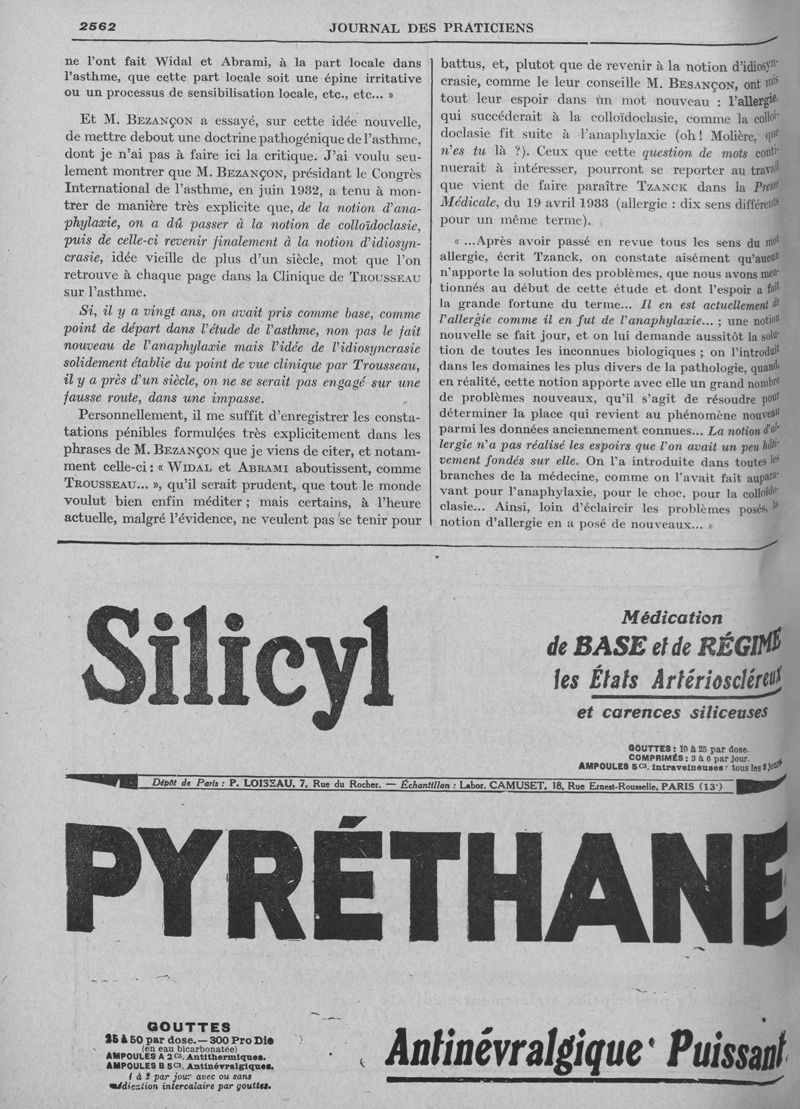 2562
JOURNAL DES PRATICIENS
ne l'ont fait Widal et Abrami, à la part locale dans
l'asthme, que cette part locale soit une épine irritative
ou un processus de sensibilisation locale, etc., etc... »
Et M. BEZANÇON a essayé, sur cette idée nouvelle,
de mettre debout une doctrine pathogénique de l'asthme,
dont je n'ai pas à faire ici la critique. J'ai voulu seu-
lement montrer que M. BEZANÇON, présidant le Congrès
International de l'asthme, en juin 1932, a tenu à mon-
trer de manière très explicite que, de la notion d'ana-
phylaxie, on a dû passer à la notion de colloïdoclasie,
puis de celle-ci revenir finalement à la notion d'idiosyn-
crasie, idée vieille de plus d'un siècle, mot que l'on
retrouve à chaque page dans la Clinique de TROUSSEAU
sur l'asthme.
Si, il y a vingt ans, on avait pris comme base, comme
point de départ dans l'étude de l'asthme, non pas le fait
nouveau de l'anaphylaxie mais l'idée de l'idiosyncrasie
solidement établie du point de vue clinique par Trousseau,
il y a près d'un siècle, on ne se serait pas engagé sur une
fausse route, dans une impasse.
Personnellement, il me suffit d'enregistrer les consta-
tations pénibles formulées très explicitement dans les
phrases de M. BEZANÇON que je viens de citer, et notam-
ment celle-ci : « WIDAL et ABRAMI aboutissent, comme
TROUSSEAU... », qu'il serait prudent, que tout le monde
voulut bien enfin méditer ; mais certains, à l'heure
actuelle, malgré l'évidence, ne veulent pas se tenir pour
battus, et, plutot que de revenir à la notion d'idiosyn-
crasie, comme le leur conseille M. BESANÇON, ont mis
tout leur espoir dans un mot nouveau : l'allergie,
qui succéderait à la colloïdoclasie, comme la colloï-
doclasie fit suite à l'anaphylaxie (oh! Molière, que
n'es tu là ?). Ceux que cette question de mots conti-
nuerait à intéresser, pourront se reporter au travail
que vient de faire paraître TZANCK dans la Presse
Médicale, du 19 avril 1933 (allergie : dix sens différents
pour un même terme).
« ...Après avoir passé en revue tous les sens du mot
allergie, écrit Tzanck, on constate aisément qu'aucun
n'apporte la solution des problèmes, que nous avons men-
tionnés au début de cette étude et dont l'espoir a fait
la grande fortune du terme... Il en est actuellement de
l'allergie comme il en fut de l'anaphylaxie... ; une notion
nouvelle se fait jour, et on lui demande aussitôt la solu-
tion de toutes les inconnues biologiques ; on l'introduit
dans les domaines les plus divers de la pathologie, quand,
en réalité, cette notion apporte avec elle un grand nombre
de problèmes nouveaux, qu'il s'agit de résoudre pour
déterminer la place qui revient au phénomène nouveau
parmi les données anciennement connues... La notion d'al-
lergie n'a pas réalisé les espoirs que l'on avait un peu hâti-
vement fondés sur elle. On l'a introduite dans toutes les
branches de la médecine, comme on l'avait fait aupara-
vant pour l'anaphylaxie, pour le choc, pour la colloïdo-
clasie... Ainsi, loin d'éclaircir les problèmes posés, la
notion d'allergie en a posé de nouveaux... »
Silicyl
Médication
de BASE et de RÉGIME
les États Artérioscléreux
et carences siliceuses
GOUTTES : 10 à 25 par dose.
COMPRIMÉS : 3 à 6 par jour.
AMPOULES 5 c3. Intraveineuses : tous les 2 jours
Dépôt de Paris : P. LOISEAU, 7, Rue du Rocher. — Échantillon : Labor. CAMUSET, 18, Rue Ernest-Rousselle, PARIS (13e)
PYRÉTHANE
GOUTTES
25 à 50 par dose. — 300 Pro Die
(en eau bicarbonatée)
AMPOULES A 2 c3. Antithermiques.
AMPOULES B 5 c3. Antinévralgiques.
1 à 2 par jour avec ou sans
médication intercalaire par gouttes.
Antinévralgique Puissant